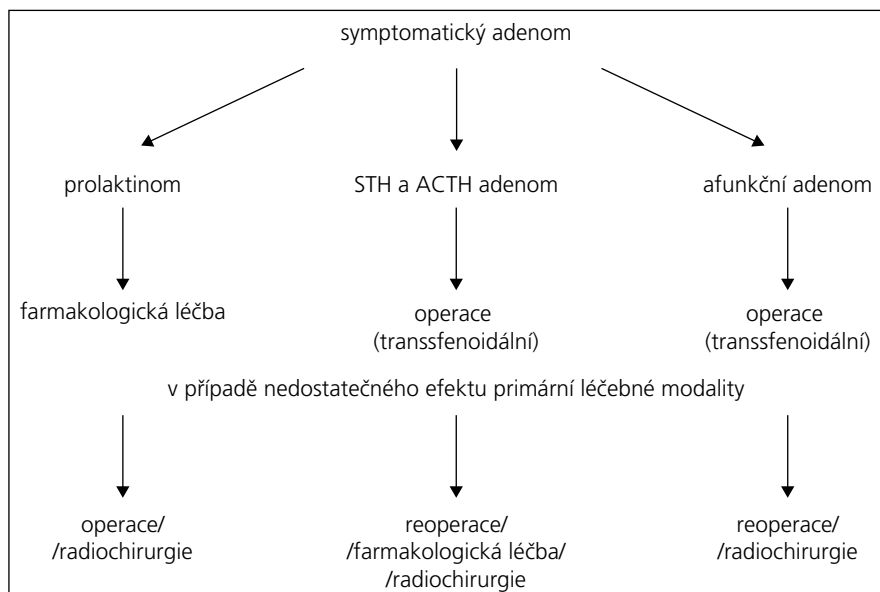 symptomatický adenom
prolaktinom
STH a ACTH adenom
afunkční adenom
farmakologická léčba
operace
(transsfenoidální)
operace
(transsfenoidální)
v případě nedostatečného efektu primární léčebné modality
operace/
/radiochirurgie
reoperace/
/farmakologická léčba/
/radiochirurgie
reoperace/
/radiochirurgie